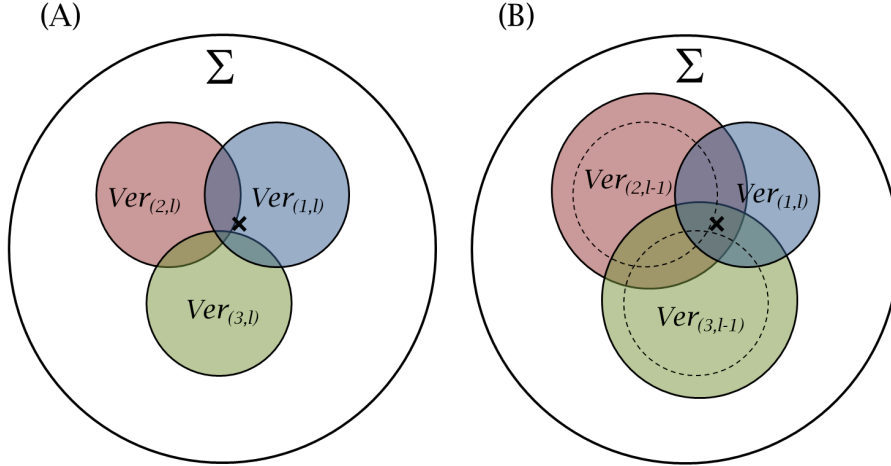 (A)
Σ
Ver(2,l)
Ver(1,l)
Ver(3,l)
(B)
Σ
Ver(2,l-1)
Ver(1,l)
Ver(3,l-1)